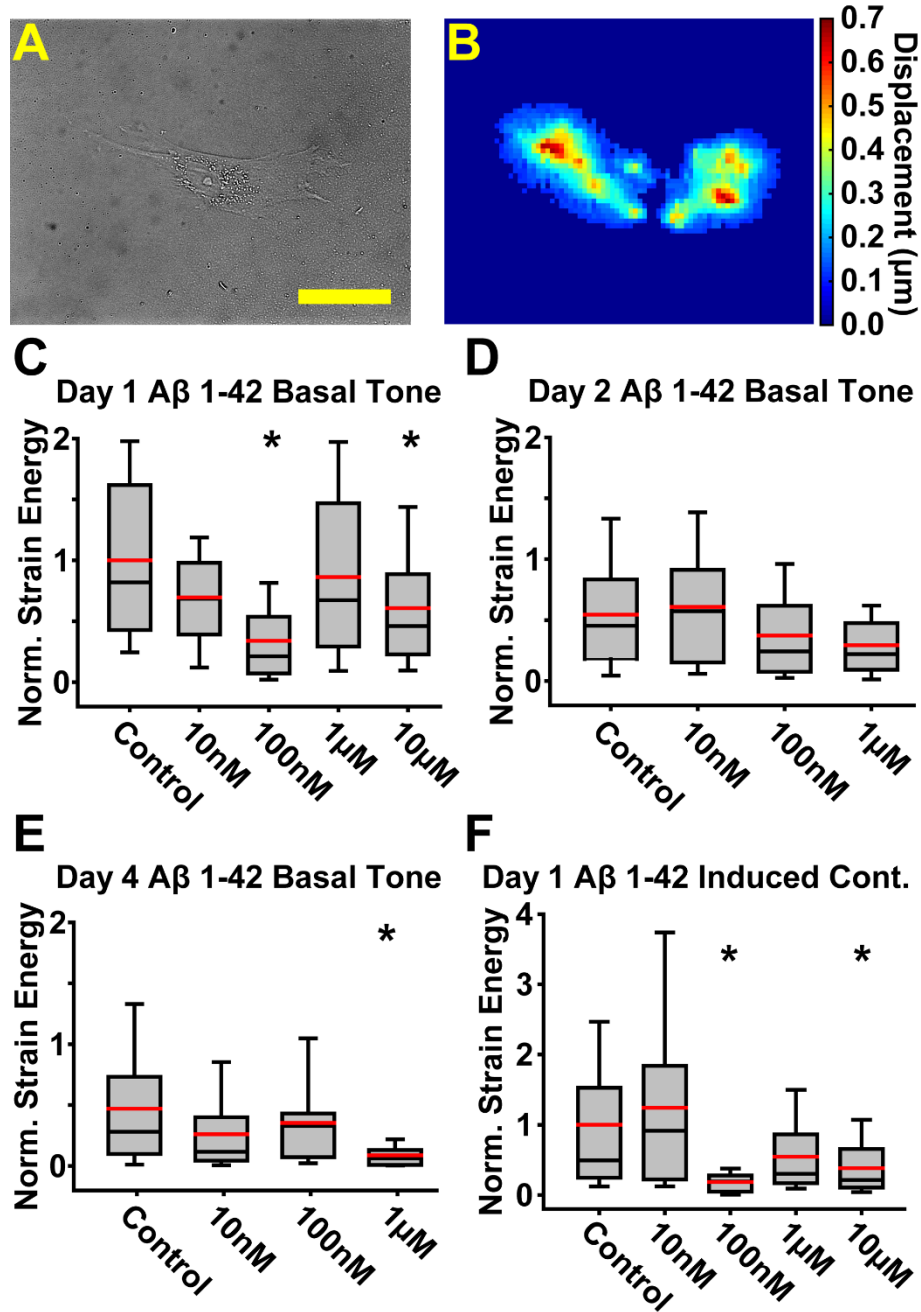 A
B
0.7
0.6
0.5
0.4
0.3
0.2
0.1
0.0
Displacement (µm)
C
Day 1 Aβ 1-42 Basal Tone
Norm. Strain Energy
2
1
0
*
*
Control
10nM
100nM
1µM
10µM
D
Day 2 Aβ 1-42 Basal Tone
Norm. Strain Energy
2
1
0
Control
10nM
100nM
1µM
E
Day 4 Aβ 1-42 Basal Tone
Norm. Strain Energy
2
1
0
*
Control
10nM
100nM
1µM
F
Day 1 Aβ 1-42 Induced Cont.
Norm. Strain Energy
4
3
2
1
0
*
*
Control
10nM
100nM
1µM
10µM